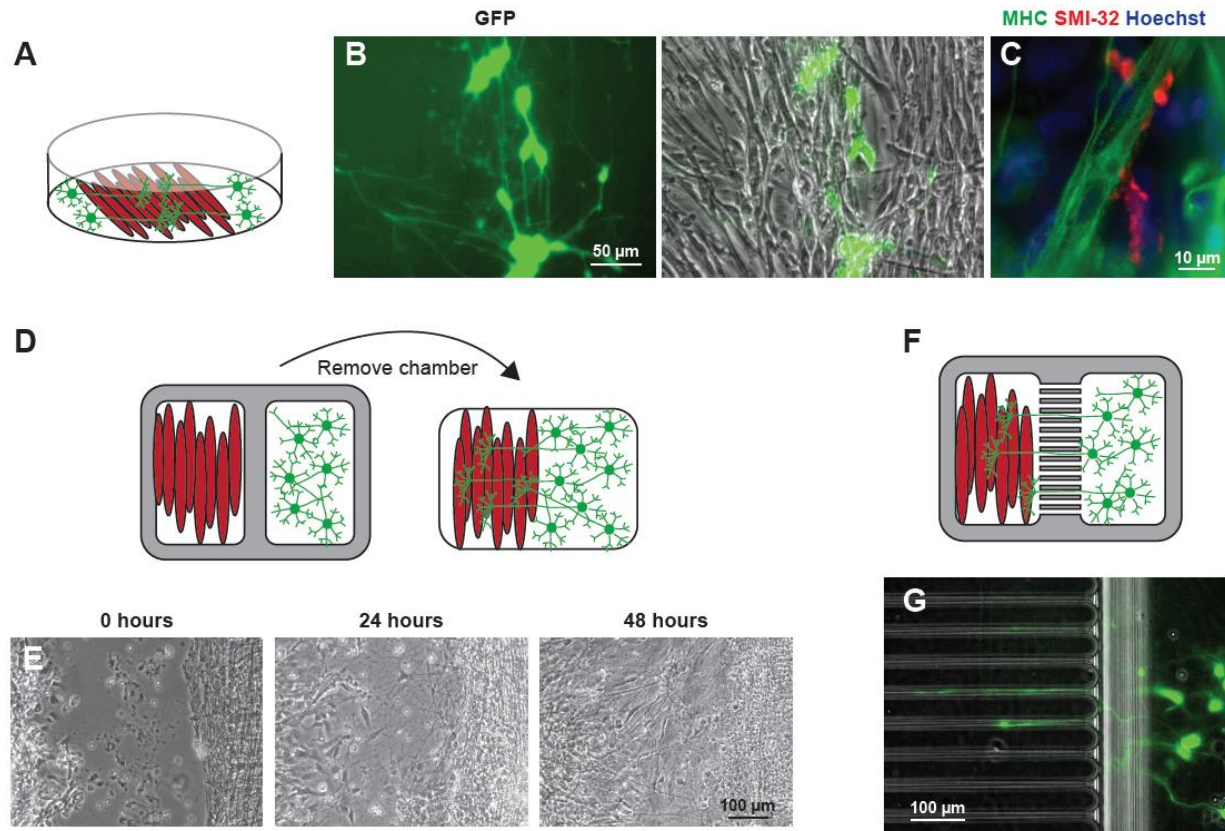 GFP
MHC SMI-32 Hoechst
A
B
C
50 µm
10 µm
D
Remove chamber
F
0 hours
24 hours
48 hours
E
G
100 µm
100 µm